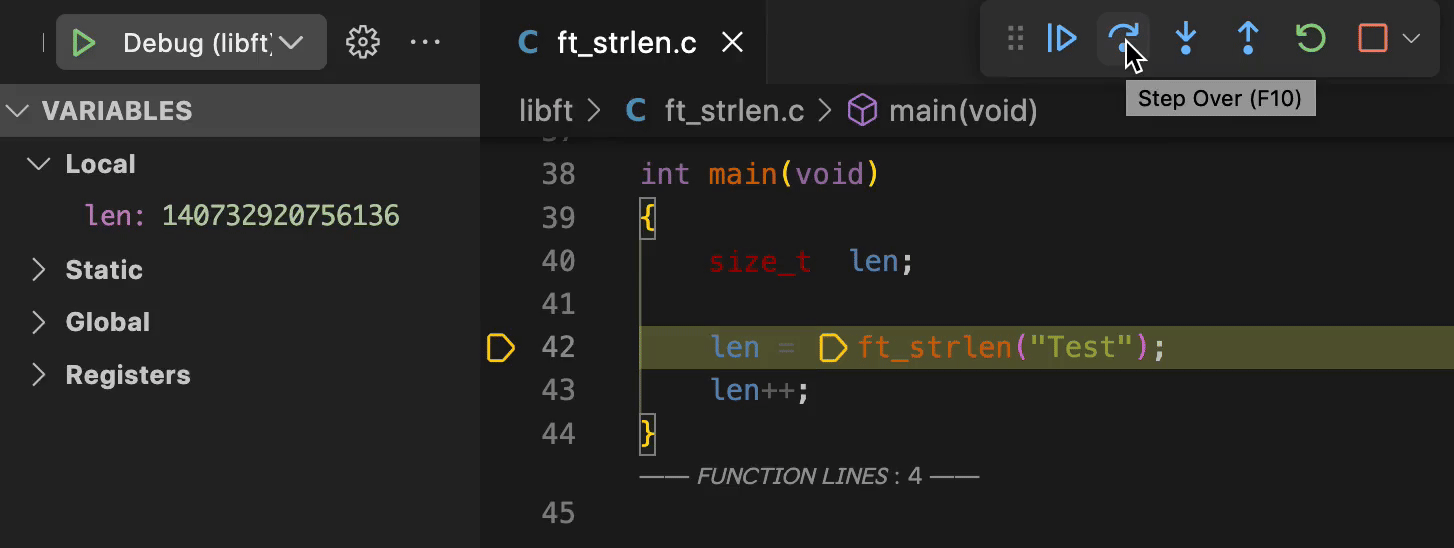 Debug (libft) ...
C ft_strlen.c
Step Over (F10)
VARIABLES
Local
len: 140732920756136
Static
Global
Registers
libft > C ft_strlen.c > main(void)
38 int main(void)
39 {
40 size_t len;
41
42 len = ft_strlen("Test");
43 len++;
44 }
—— FUNCTION LINES : 4 ——
45